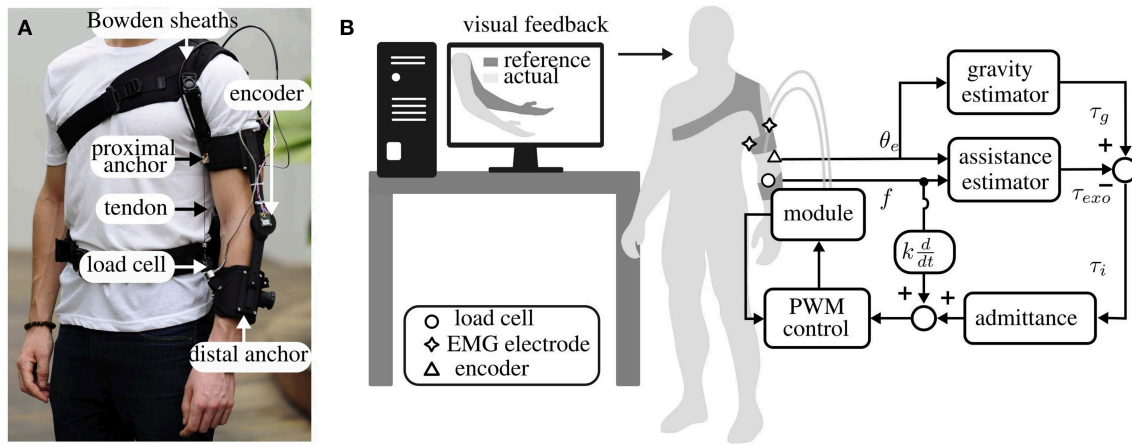 A
Bowden sheaths
encoder
proximal
anchor
tendon
load cell
distal anchor
B
visual feedback
reference
actual
load cell
EMG electrode
encoder
θe
f
module
PWM
control
gravity
estimator
assistance
estimator
τg
+
τexo
−
τi
k d/dt
+
+
admittance